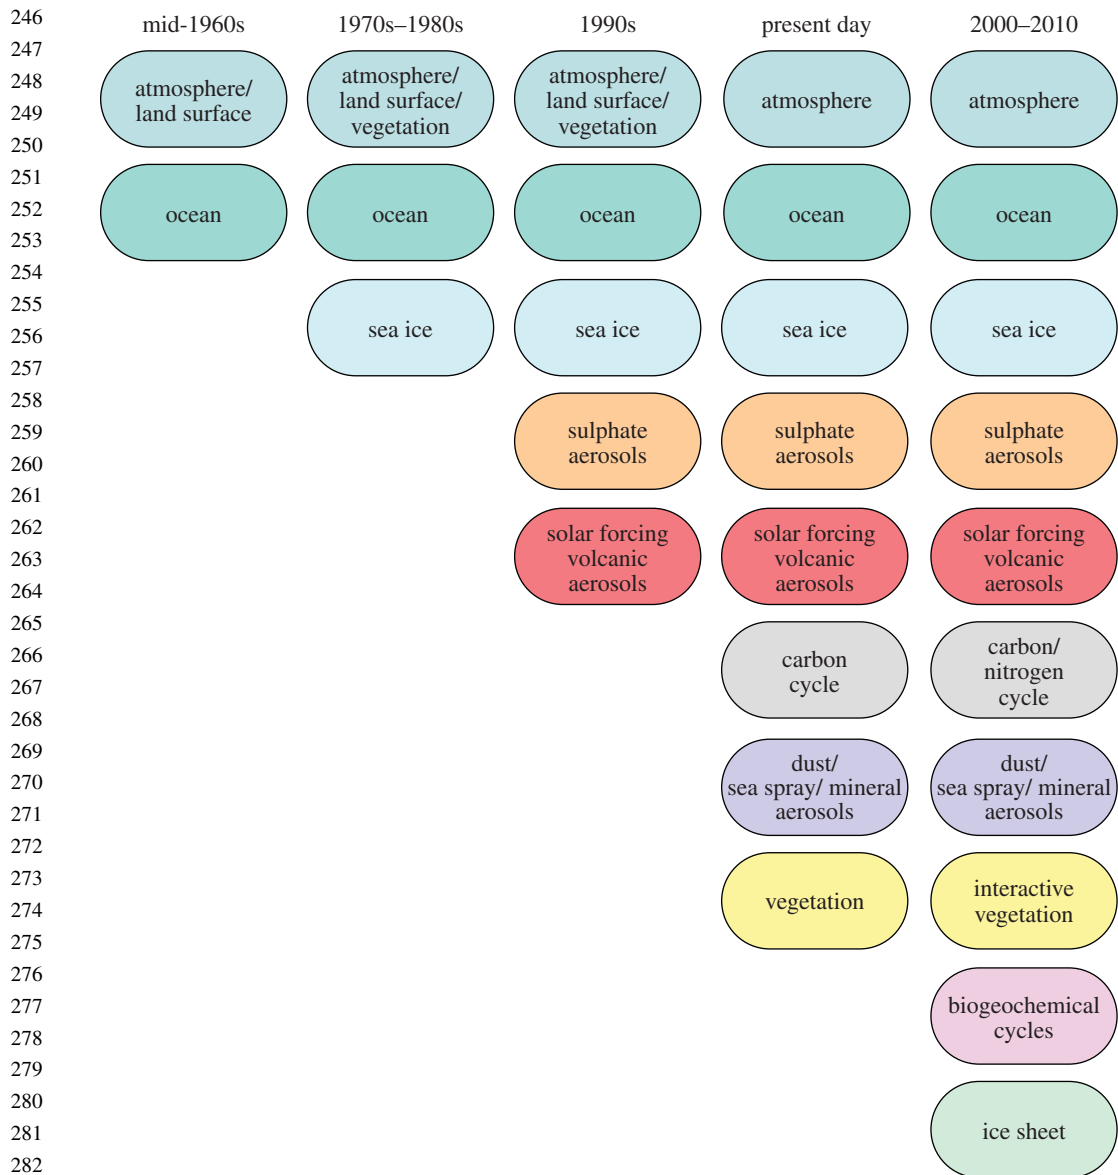 246
247
248
249
250
251
252
253
254
255
256
257
258
259
260
261
262
263
264
265
266
267
268
269
270
271
272
273
274
275
276
277
278
279
280
281
282
mid-1960s
1970s–1980s
1990s
present day
2000–2010
atmosphere/
land surface
atmosphere/
land surface/
vegetation
atmosphere/
land surface/
vegetation
atmosphere
atmosphere
ocean
ocean
ocean
ocean
ocean
sea ice
sea ice
sea ice
sea ice
sulphate
aerosols
sulphate
aerosols
sulphate
aerosols
solar forcing
volcanic
aerosols
solar forcing
volcanic
aerosols
solar forcing
volcanic
aerosols
carbon
cycle
carbon/
nitrogen
cycle
dust/
sea spray/ mineral
aerosols
dust/
sea spray/ mineral
aerosols
vegetation
interactive
vegetation
biogeochemical
cycles
ice sheet